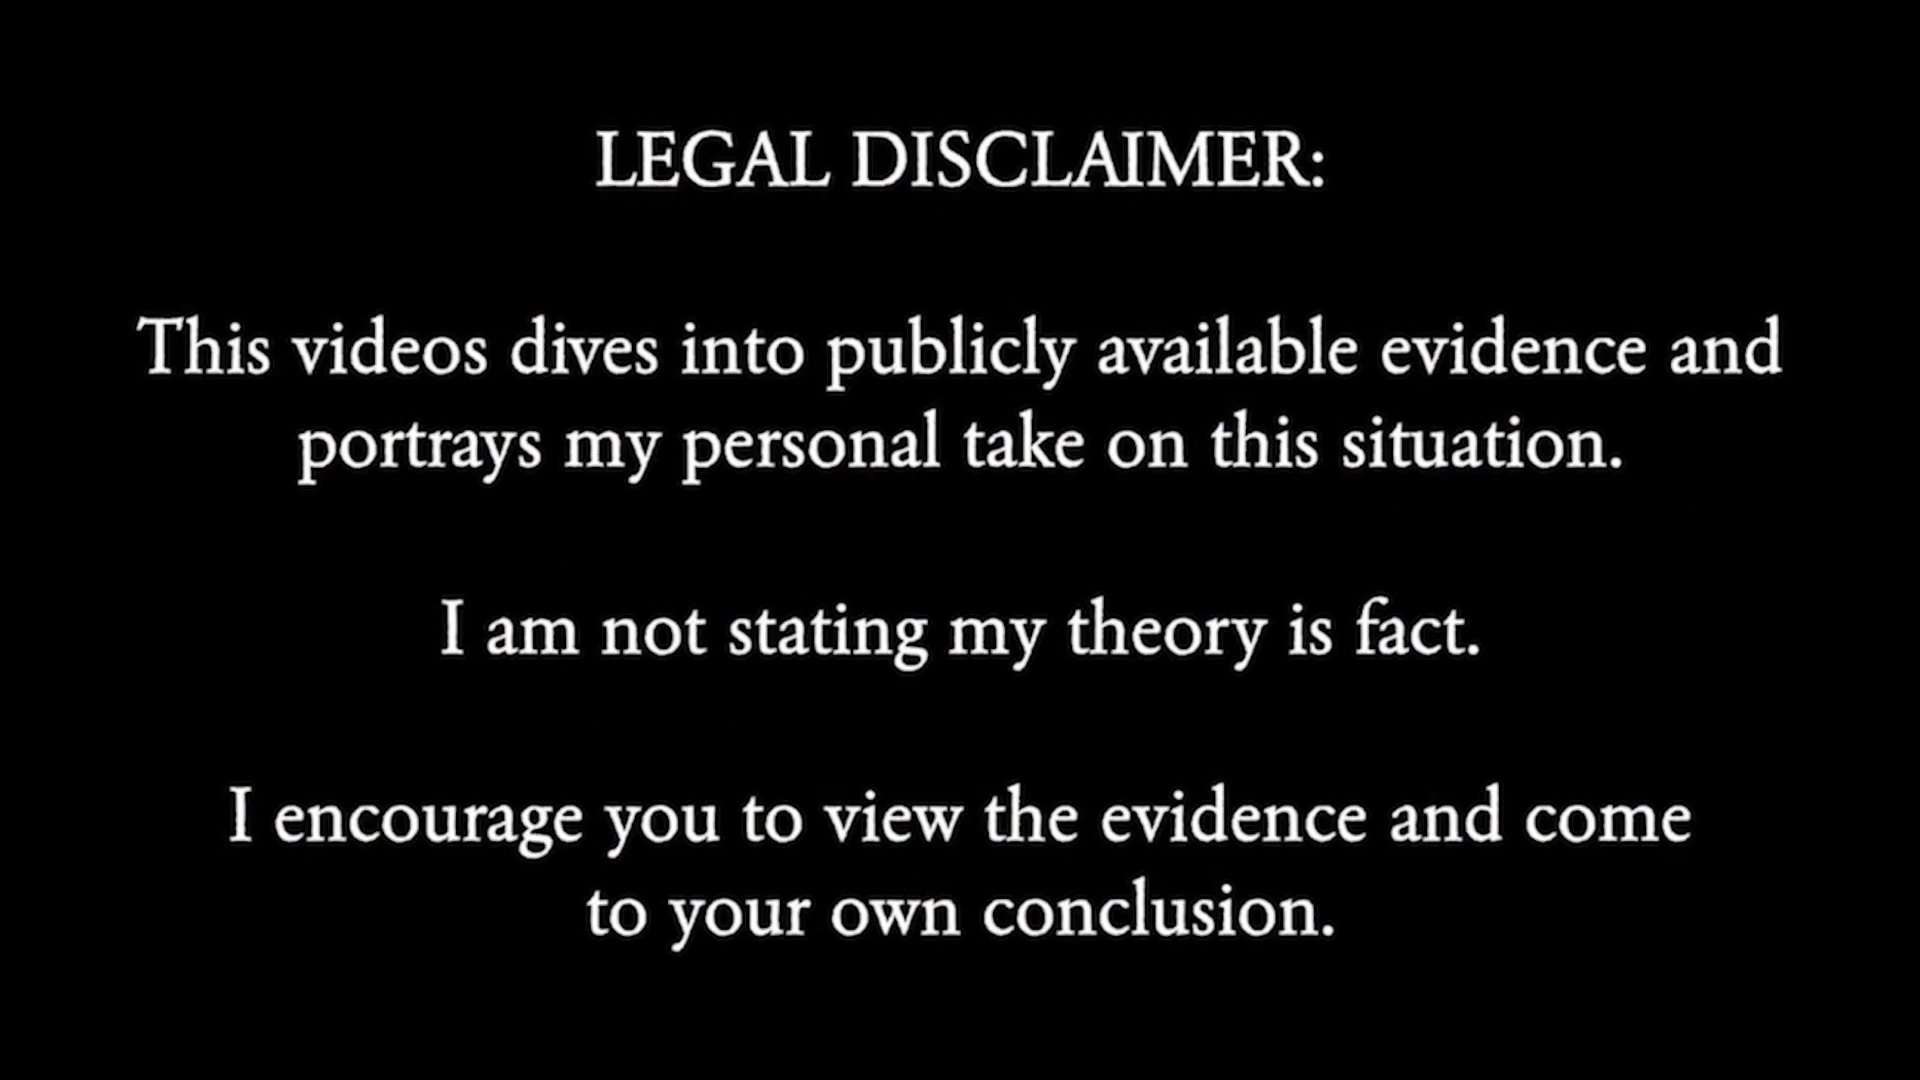 LEGAL DISCLAIMER:
This videos dives into publicly available evidence and
portrays my personal take on this situation.
I am not stating my theory is fact.
I encourage you to view the evidence and come
to your own conclusion.